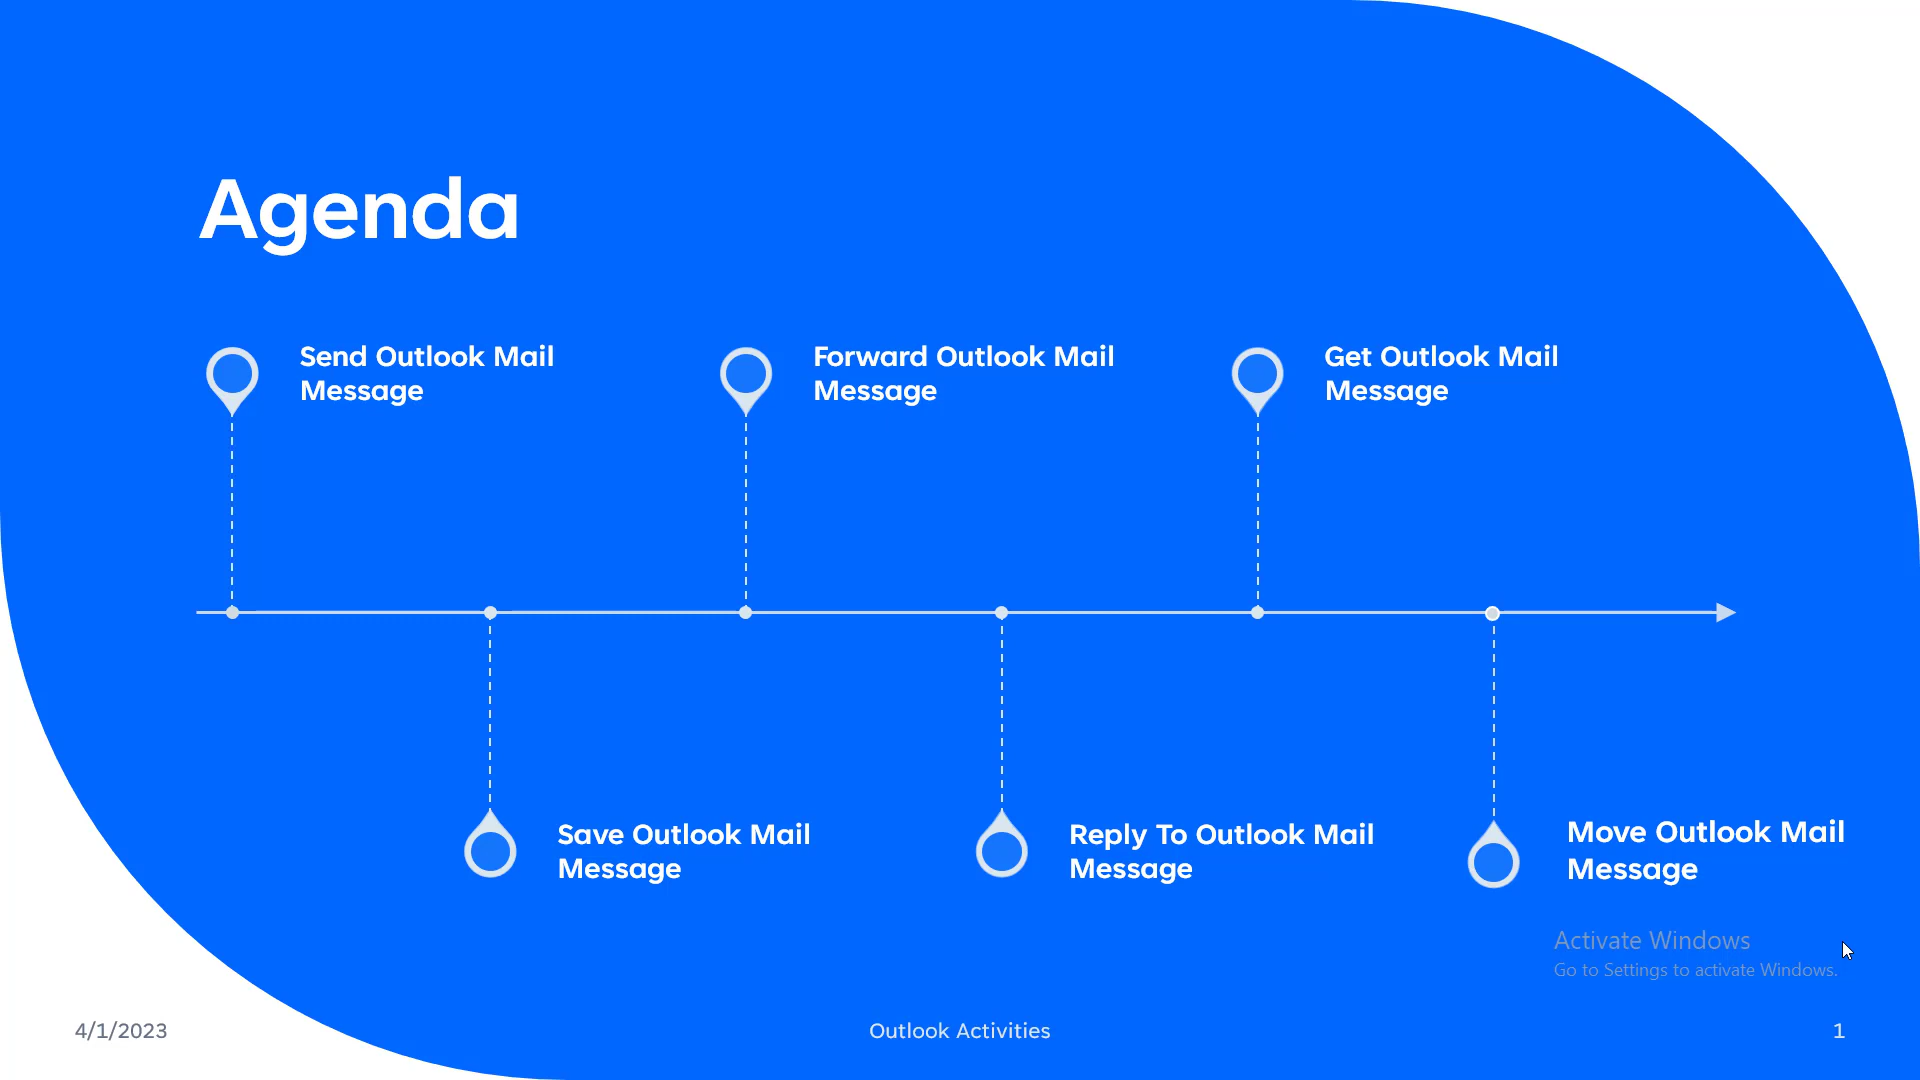 Agenda
Send Outlook Mail
Message
Forward Outlook Mail
Message
Get Outlook Mail
Message
Save Outlook Mail
Message
Reply To Outlook Mail
Message
Move Outlook Mail
Message
Activate Windows
Go to Settings to activate Windows.
4/1/2023
Outlook Activities
1